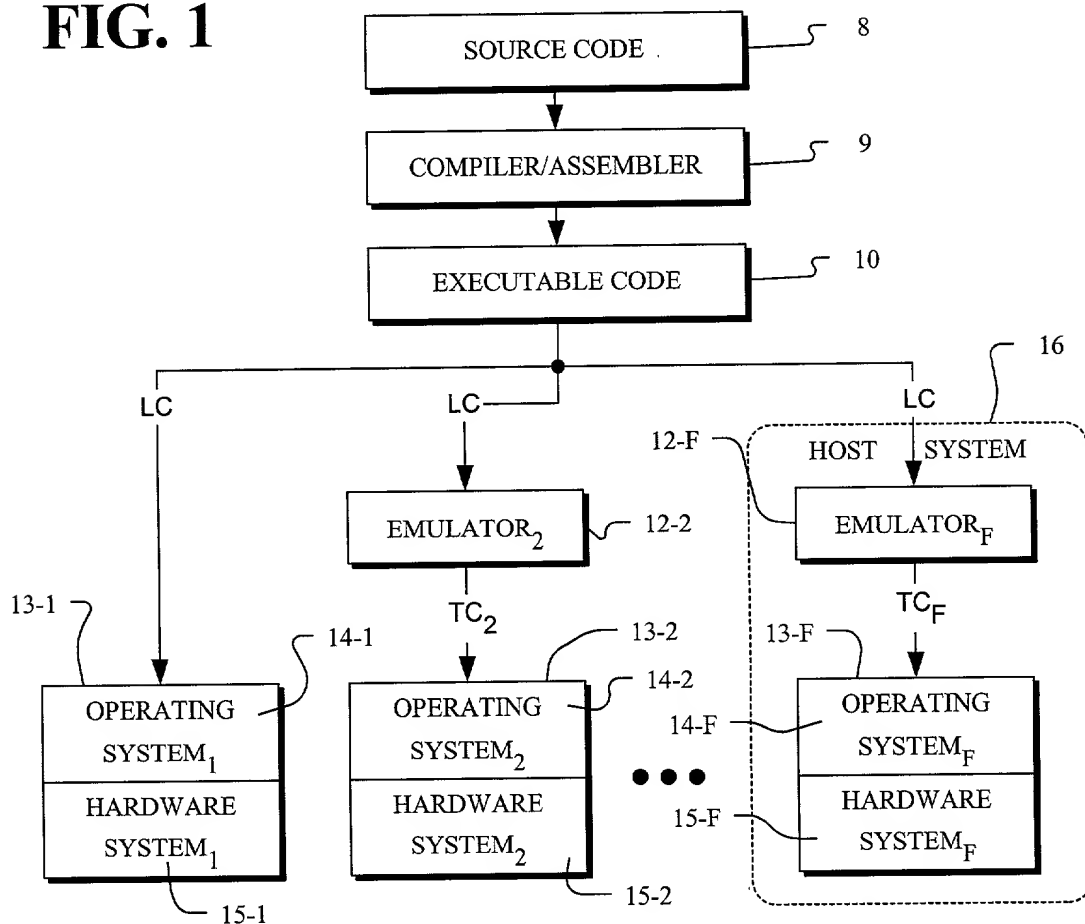 FIG. 1
SOURCE CODE
8
COMPILER/ASSEMBLER
9
EXECUTABLE CODE
10
16
LC
LC
LC
12-F
HOST SYSTEM
EMULATOR2
12-2
EMULATORF
13-1
TC2
TCF
14-1
13-2
13-F
14-2
OPERATING
SYSTEM1
OPERATING
SYSTEM2
14-F
OPERATING
SYSTEMF
HARDWARE
SYSTEM1
HARDWARE
SYSTEM2
15-F
HARDWARE
SYSTEMF
15-1
15-2